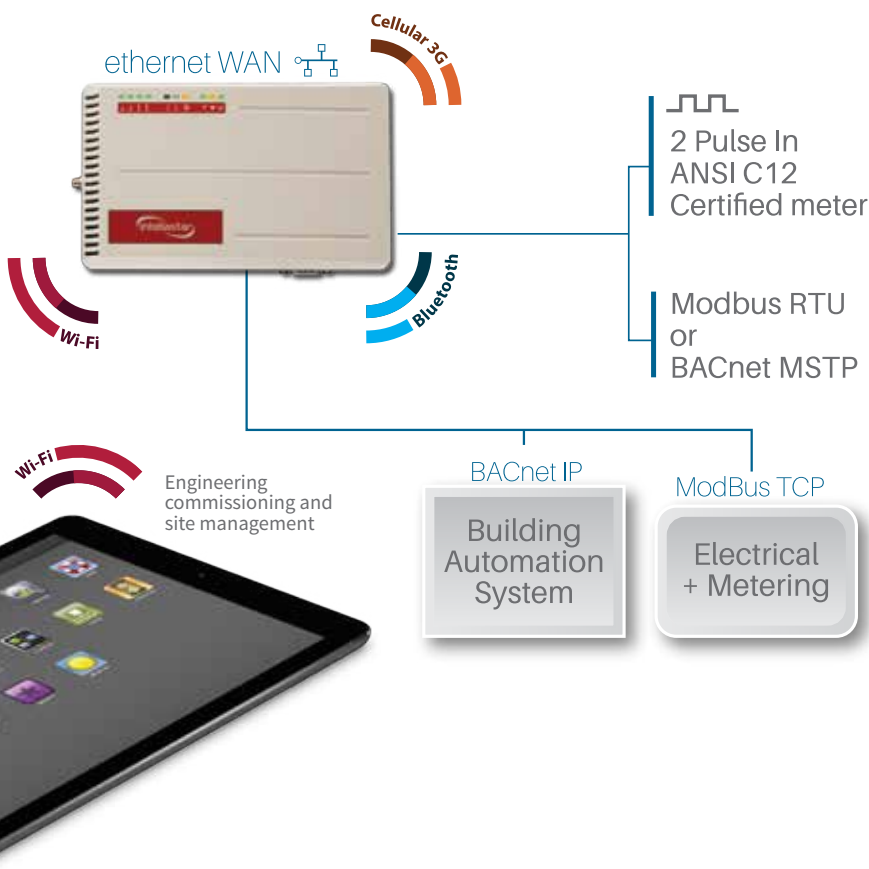 Cellular 3G
ethernet WAN
2 Pulse In
ANSI C12
Certified meter
intellastar
Bluetooth
Wi-Fi
Modbus RTU
or
BACnet MSTP
Wi-Fi
Engineering
commissioning and
site management
BACnet IP
ModBus TCP
Building
Automation
System
Electrical
+ Metering